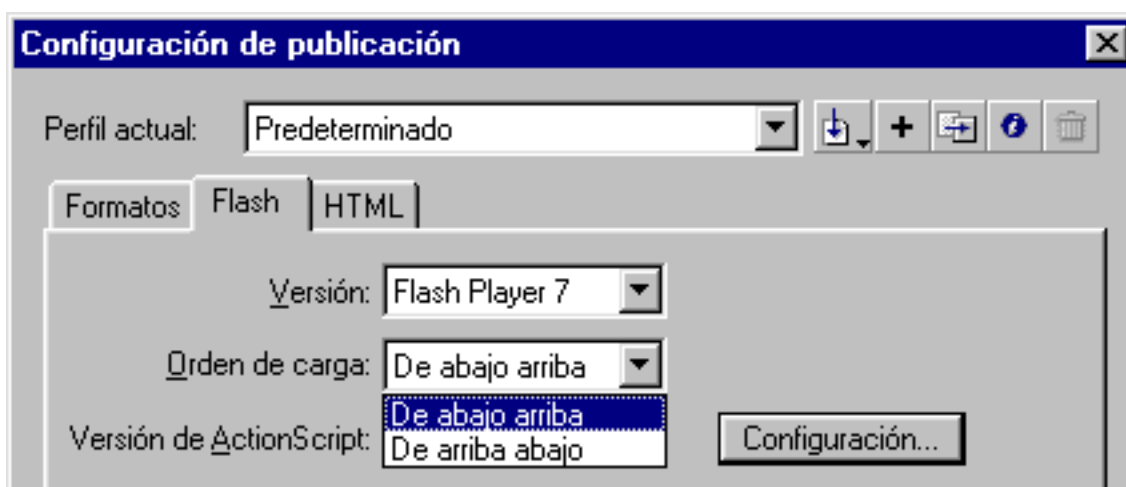 Configuración de publicación
Perfil actual: Predeterminado
Formatos Flash HTML
Versión: Flash Player 7
Orden de carga: De abajo arriba
De abajo arriba
Versión de ActionScript: De arriba abajo Configuración...